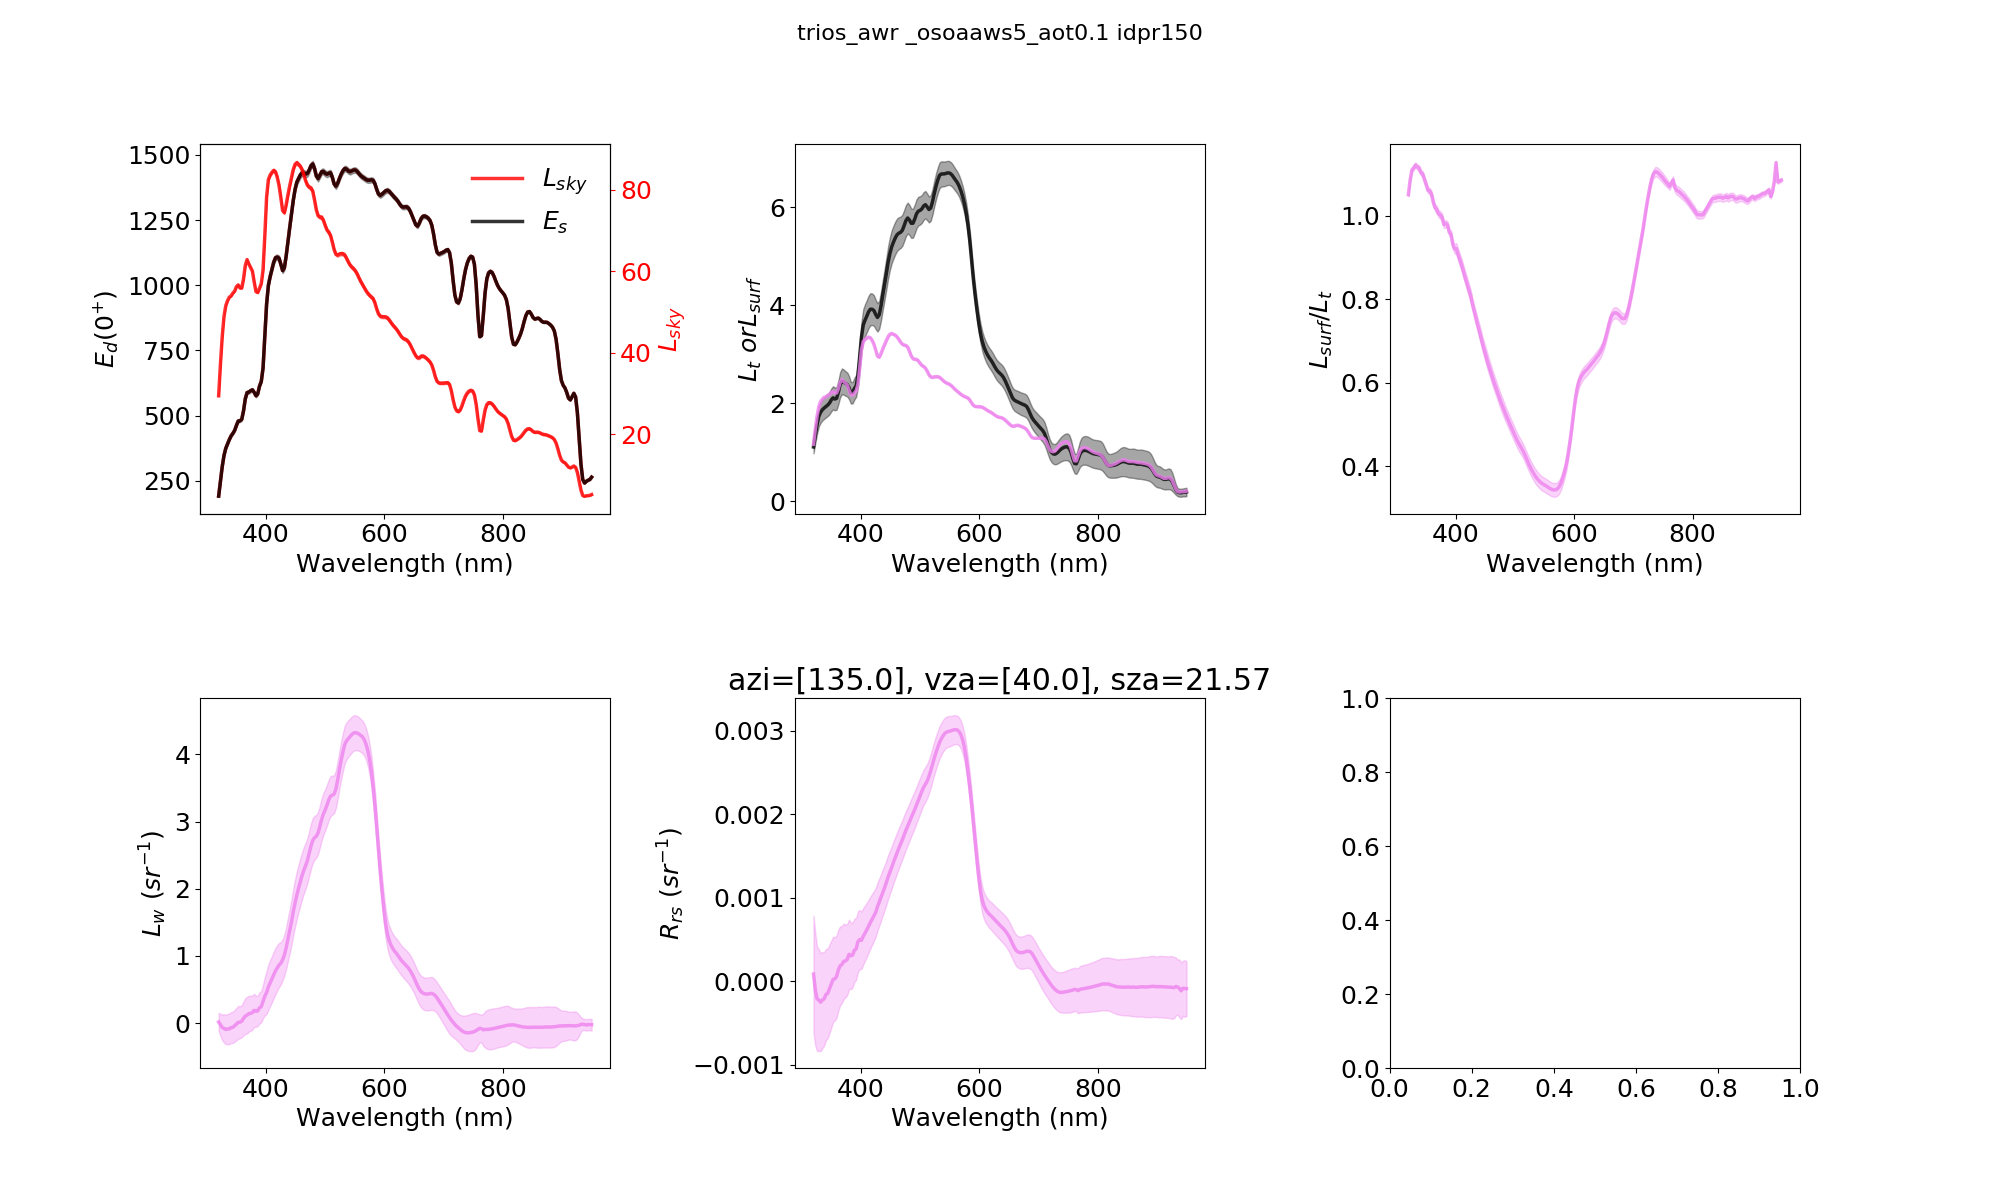 trios_awr _osoaaws5_aot0.1 idpr150
1500
1250
1000
750
500
250
E_d(0^+)
400 600 800
Wavelength (nm)
L_sky
E_s
80
60
40
20
L_sky
6
4
2
0
L_t orL_surf
400 600 800
Wavelength (nm)
1.0
0.8
0.6
0.4
L_surf/L_t
400 600 800
Wavelength (nm)
4
3
2
1
0
L_w (sr^−1)
400 600 800
Wavelength (nm)
azi=[135.0], vza=[40.0], sza=21.57
0.003
0.002
0.001
0.000
−0.001
R_rs (sr^−1)
400 600 800
Wavelength (nm)
1.0
0.8
0.6
0.4
0.2
0.0
0.0 0.2 0.4 0.6 0.8 1.0